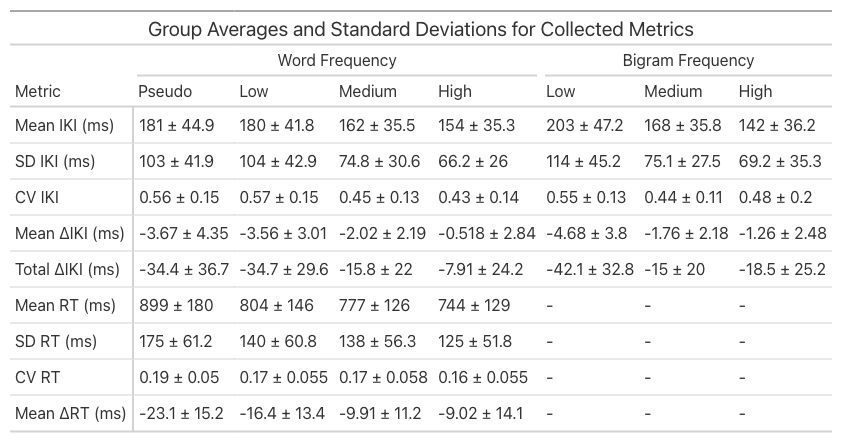 Group Averages and Standard Deviations for Collected Metrics
Word Frequency Bigram Frequency
Metric Pseudo Low Medium High Low Medium High
Mean IKI (ms) 181 ± 44.9 180 ± 41.8 162 ± 35.5 154 ± 35.3 203 ± 47.2 168 ± 35.8 142 ± 36.2
SD IKI (ms) 103 ± 41.9 104 ± 42.9 74.8 ± 30.6 66.2 ± 26 114 ± 45.2 75.1 ± 27.5 69.2 ± 35.3
CV IKI 0.56 ± 0.15 0.57 ± 0.15 0.45 ± 0.13 0.43 ± 0.14 0.55 ± 0.13 0.44 ± 0.11 0.48 ± 0.2
Mean ΔIKI (ms) -3.67 ± 4.35 -3.56 ± 3.01 -2.02 ± 2.19 -0.518 ± 2.84 -4.68 ± 3.8 -1.76 ± 2.18 -1.26 ± 2.48
Total ΔIKI (ms) -34.4 ± 36.7 -34.7 ± 29.6 -15.8 ± 22 -7.91 ± 24.2 -42.1 ± 32.8 -15 ± 20 -18.5 ± 25.2
Mean RT (ms) 899 ± 180 804 ± 146 777 ± 126 744 ± 129 - - -
SD RT (ms) 175 ± 61.2 140 ± 60.8 138 ± 56.3 125 ± 51.8 - - -
CV RT 0.19 ± 0.05 0.17 ± 0.055 0.17 ± 0.058 0.16 ± 0.055 - - -
Mean ΔRT (ms) -23.1 ± 15.2 -16.4 ± 13.4 -9.91 ± 11.2 -9.02 ± 14.1 - - -